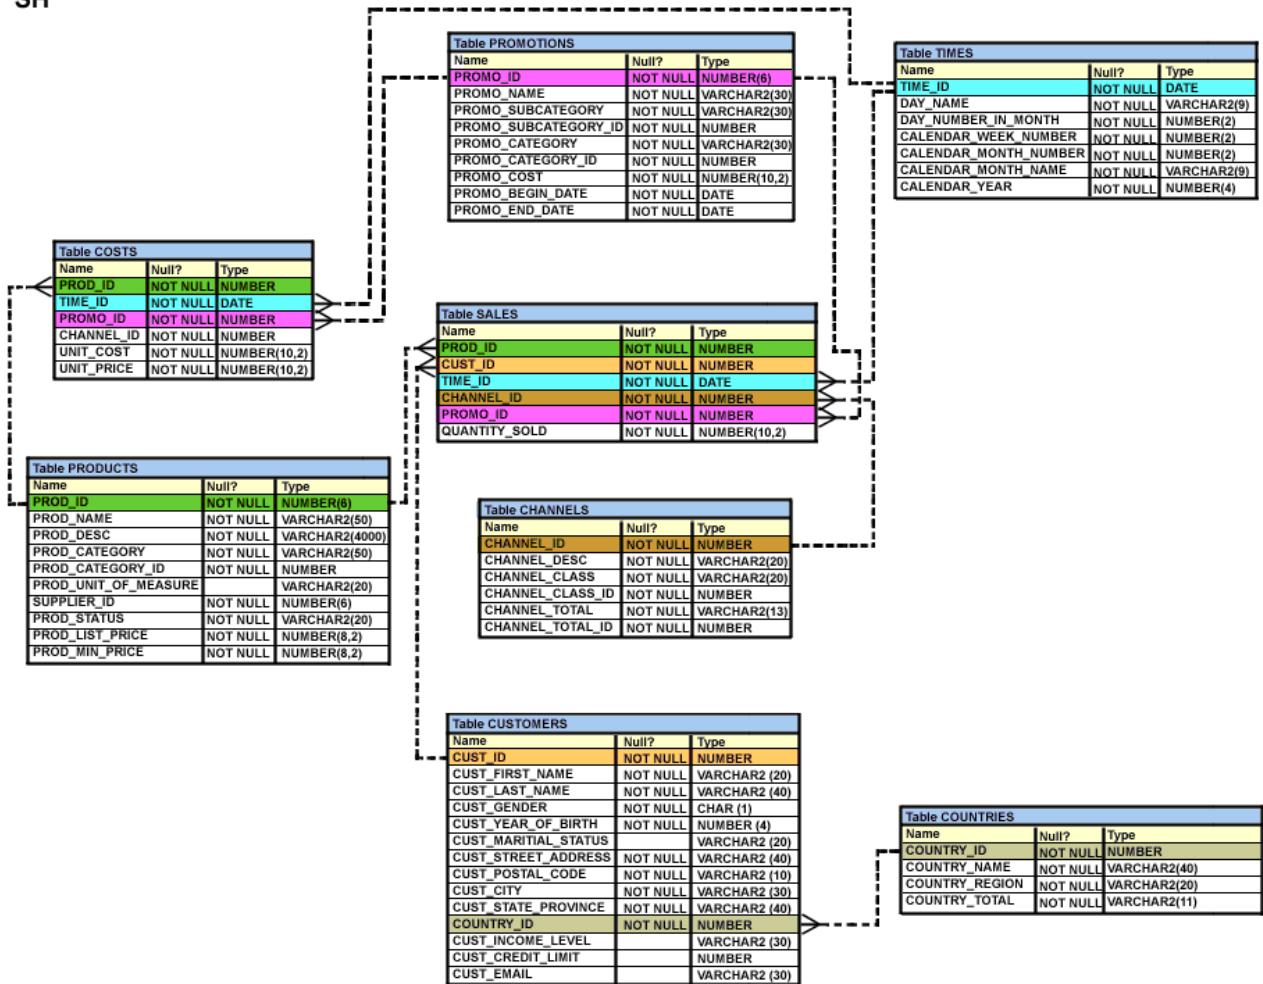 SH
Table PROMOTIONS
Name Null? Type
PROMO_ID NOT NULL NUMBER(6)
PROMO_NAME NOT NULL VARCHAR2(30)
PROMO_SUBCATEGORY NOT NULL VARCHAR2(30)
PROMO_SUBCATEGORY_ID NOT NULL NUMBER
PROMO_CATEGORY NOT NULL VARCHAR2(30)
PROMO_CATEGORY_ID NOT NULL NUMBER
PROMO_COST NOT NULL NUMBER(10,2)
PROMO_BEGIN_DATE NOT NULL DATE
PROMO_END_DATE NOT NULL DATE
Table TIMES
Name Null? Type
TIME_ID NOT NULL DATE
DAY_NAME NOT NULL VARCHAR2(9)
DAY_NUMBER_IN_MONTH NOT NULL NUMBER(2)
CALENDAR_WEEK_NUMBER NOT NULL NUMBER(2)
CALENDAR_MONTH_NUMBER NOT NULL NUMBER(2)
CALENDAR_MONTH_NAME NOT NULL VARCHAR2(9)
CALENDAR_YEAR NOT NULL NUMBER(4)
Table COSTS
Name Null? Type
PROD_ID NOT NULL NUMBER
TIME_ID NOT NULL DATE
PROMO_ID NOT NULL NUMBER
CHANNEL_ID NOT NULL NUMBER
UNIT_COST NOT NULL NUMBER(10,2)
UNIT_PRICE NOT NULL NUMBER(10,2)
Table SALES
Name Null? Type
PROD_ID NOT NULL NUMBER
CUST_ID NOT NULL NUMBER
TIME_ID NOT NULL DATE
CHANNEL_ID NOT NULL NUMBER
PROMO_ID NOT NULL NUMBER
QUANTITY_SOLD NOT NULL NUMBER(10,2)
Table PRODUCTS
Name Null? Type
PROD_ID NOT NULL NUMBER(6)
PROD_NAME NOT NULL VARCHAR2(50)
PROD_DESC NOT NULL VARCHAR2(4000)
PROD_CATEGORY NOT NULL VARCHAR2(50)
PROD_CATEGORY_ID NOT NULL NUMBER
PROD_UNIT_OF_MEASURE VARCHAR2(20)
SUPPLIER_ID NOT NULL NUMBER(6)
PROD_STATUS NOT NULL VARCHAR2(20)
PROD_LIST_PRICE NOT NULL NUMBER(8,2)
PROD_MIN_PRICE NOT NULL NUMBER(8,2)
Table CHANNELS
Name Null? Type
CHANNEL_ID NOT NULL NUMBER
CHANNEL_DESC NOT NULL VARCHAR2(20)
CHANNEL_CLASS NOT NULL VARCHAR2(20)
CHANNEL_CLASS_ID NOT NULL NUMBER
CHANNEL_TOTAL NOT NULL VARCHAR2(13)
CHANNEL_TOTAL_ID NOT NULL NUMBER
Table CUSTOMERS
Name Null? Type
CUST_ID NOT NULL NUMBER
CUST_FIRST_NAME NOT NULL VARCHAR2 (20)
CUST_LAST_NAME NOT NULL VARCHAR2 (40)
CUST_GENDER NOT NULL CHAR (1)
CUST_YEAR_OF_BIRTH NOT NULL NUMBER (4)
CUST_MARITIAL_STATUS VARCHAR2 (20)
CUST_STREET_ADDRESS NOT NULL VARCHAR2 (40)
CUST_POSTAL_CODE NOT NULL VARCHAR2 (10)
CUST_CITY NOT NULL VARCHAR2 (30)
CUST_STATE_PROVINCE NOT NULL VARCHAR2 (40)
COUNTRY_ID NOT NULL NUMBER
CUST_INCOME_LEVEL VARCHAR2 (30)
CUST_CREDIT_LIMIT NUMBER
CUST_EMAIL VARCHAR2 (30)
Table COUNTRIES
Name Null? Type
COUNTRY_ID NOT NULL NUMBER
COUNTRY_NAME NOT NULL VARCHAR2(40)
COUNTRY_REGION NOT NULL VARCHAR2(20)
COUNTRY_TOTAL NOT NULL VARCHAR2(11)